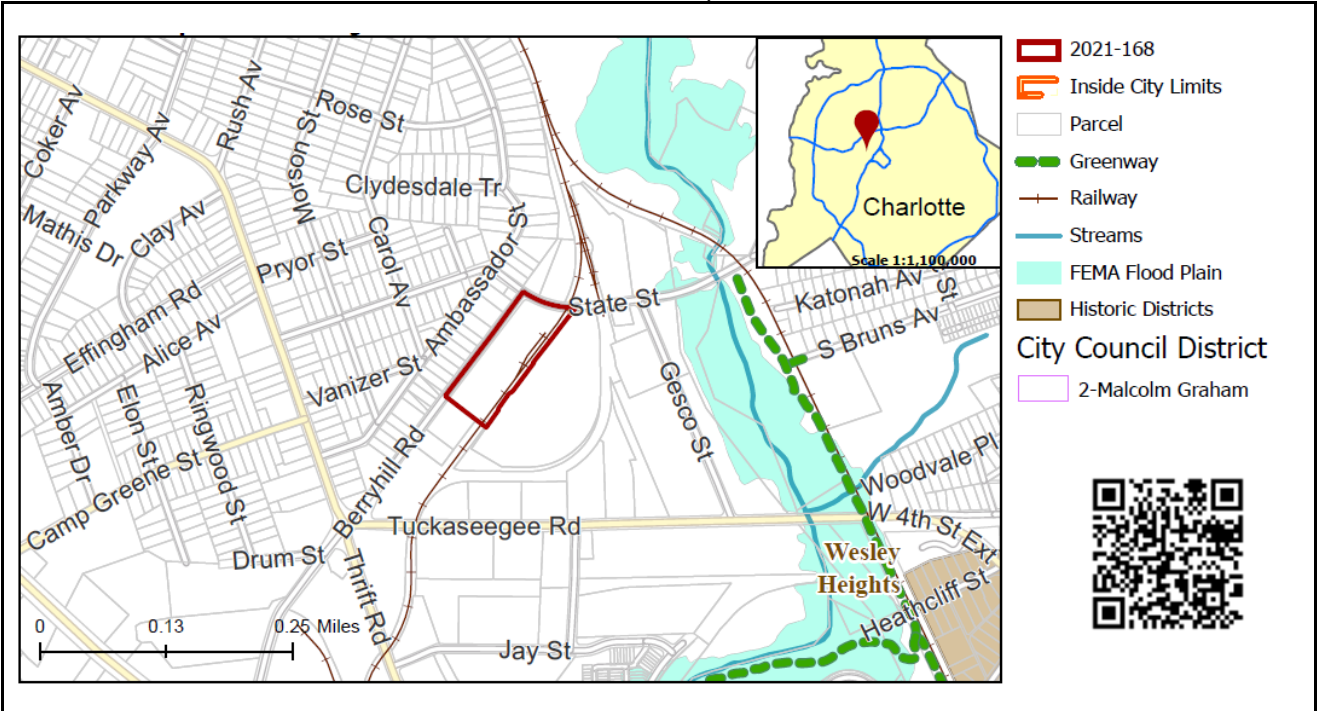 Coker Av
Parkway Av
Rush Av
Rose St
Morson St
Clydesdale Tr
Mathis Dr
Clay Av
Pryor St
Carol Av
Ambassador St
Effingham Rd
Alice Av
Vanizer St
State St
Gesco St
Katonah Av
S Bruns Av
Amber Dr
Elon St
Ringwood St
Camp Greene St
Berryhill Rd
Tuckaseegee Rd
Woodvale Pl
W 4th St Ext
Drum St
Thrift Rd
Wesley
Heights
Heathcliff St
Jay St
0 0.13 0.25 Miles
Charlotte
Scale 1:1,100,000
2021-168
Inside City Limits
Parcel
Greenway
Railway
Streams
FEMA Flood Plain
Historic Districts
City Council District
2-Malcolm Graham